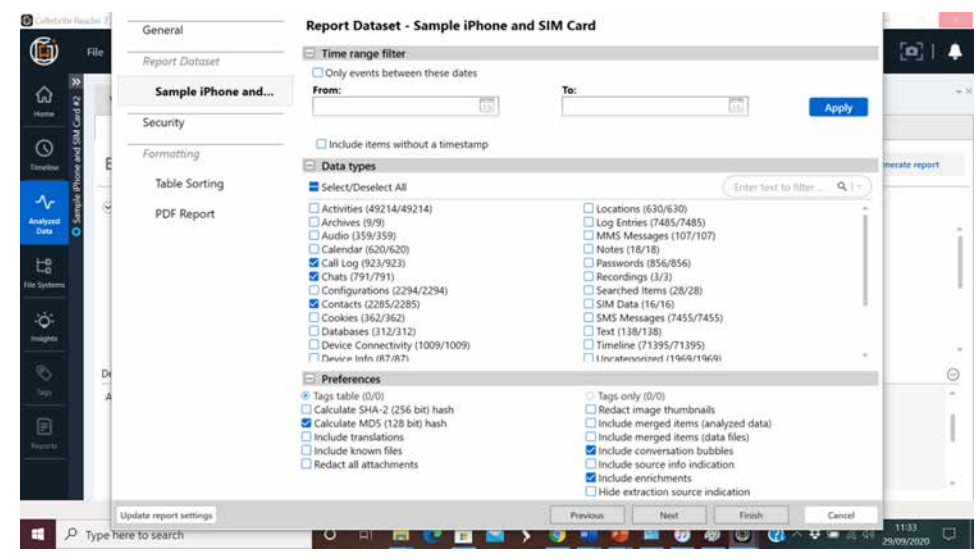 Cellebrite Reader 7.
File
Home
Timeline
Analyzed
Data
File Systems
Insights
Tags
Reports
Sample iPhone and SIM Card #2
General
Report Dataset
Sample iPhone and...
Security
Formatting
Table Sorting
PDF Report
Report Dataset - Sample iPhone and SIM Card
Time range filter
Only events between these dates
From:
To:
15
15
Apply
Include items without a timestamp
Data types
Select/Deselect All
Enter text to filter ...
Activities (49214/49214)
Archives (9/9)
Audio (359/359)
Calendar (620/620)
Call Log (923/923)
Chats (791/791)
Configurations (2294/2294)
Contacts (2285/2285)
Cookies (362/362)
Databases (312/312)
Device Connectivity (1009/1009)
Device Info (87/87)
Locations (630/630)
Log Entries (7485/7485)
MMS Messages (107/107)
Notes (18/18)
Passwords (856/856)
Recordings (3/3)
Searched Items (28/28)
SIM Data (16/16)
SMS Messages (7455/7455)
Text (138/138)
Timeline (71395/71395)
Uncategorized (1969/1969)
Preferences
Tags table (0/0)
Calculate SHA-2 (256 bit) hash
Calculate MD5 (128 bit) hash
Include translations
Include known files
Redact all attachments
Tags only (0/0)
Redact image thumbnails
Include merged items (analyzed data)
Include merged items (data files)
Include conversation bubbles
Include source info indication
Include enrichments
Hide extraction source indication
Update report settings
Previous
Next
Finish
Cancel
nerate report
De
A
Type here to search
11:33
29/09/2020